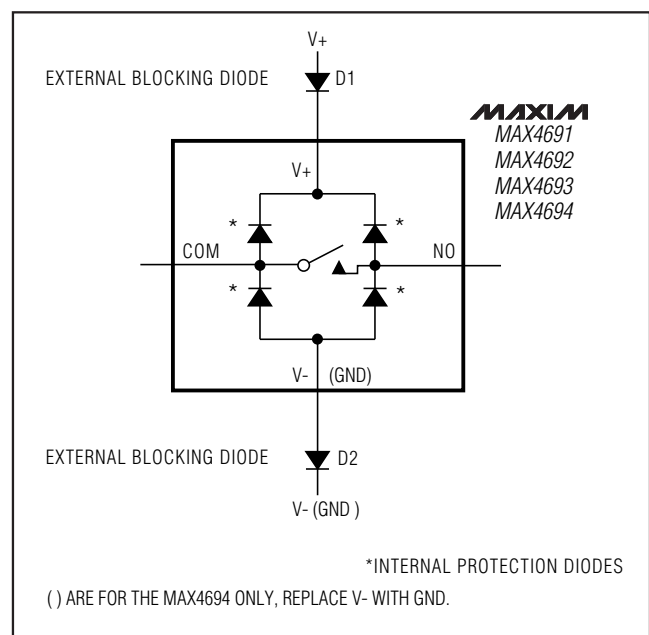 V+
EXTERNAL BLOCKING DIODE
D1
MAXIM
MAX4691
MAX4692
MAX4693
MAX4694
V+
*
*
COM
NO
*
*
V- (GND)
EXTERNAL BLOCKING DIODE
D2
V- (GND )
*INTERNAL PROTECTION DIODES
( ) ARE FOR THE MAX4694 ONLY, REPLACE V- WITH GND.